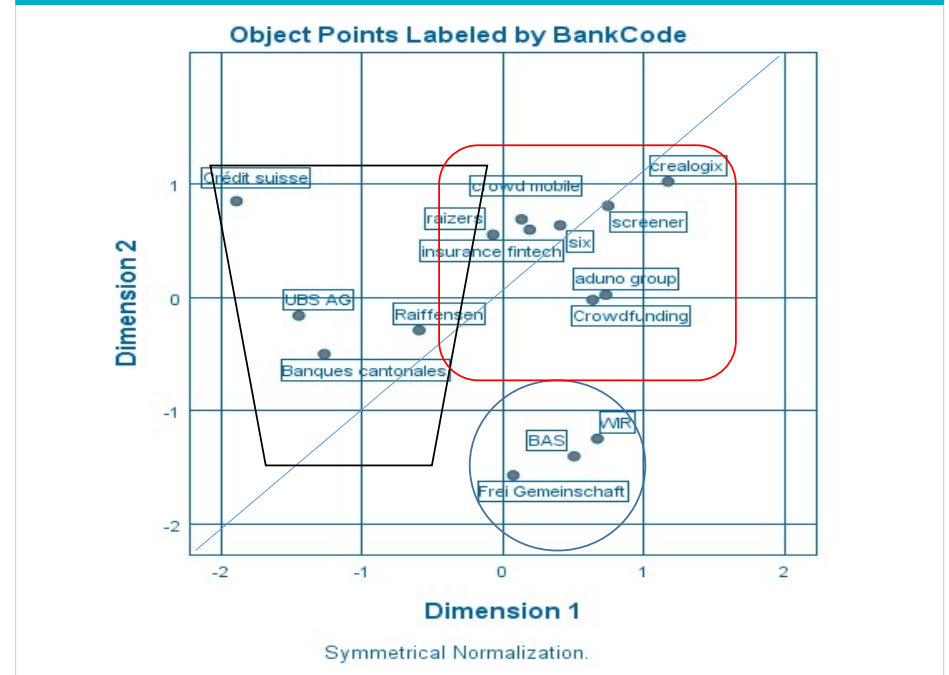 Object Points Labeled by BankCode
crealogix
Crédit suisse
1
crowd mobile
raizers
screener
six
insurance fintech
aduno group
Dimension 2
0
UBS AG
Raiffensen
Crowdfunding
Banques cantonales
-1
WIR
BAS
Frei Gemeinschaft
-2
-2 -1 0 1 2
Dimension 1
Symmetrical Normalization.